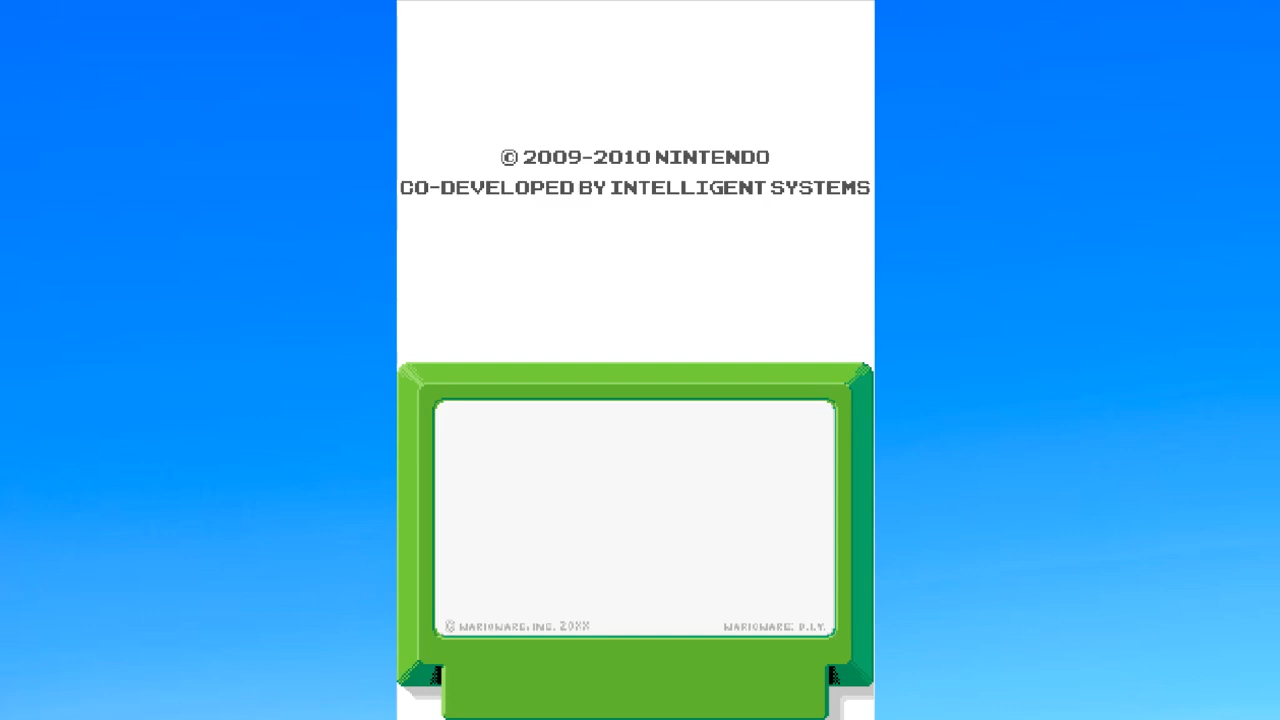 © 2009-2010 NINTENDO
CO-DEVELOPED BY INTELLIGENT SYSTEMS
© WARIOWARE, INC. 20XX
WARIOWARE: D.I.Y.